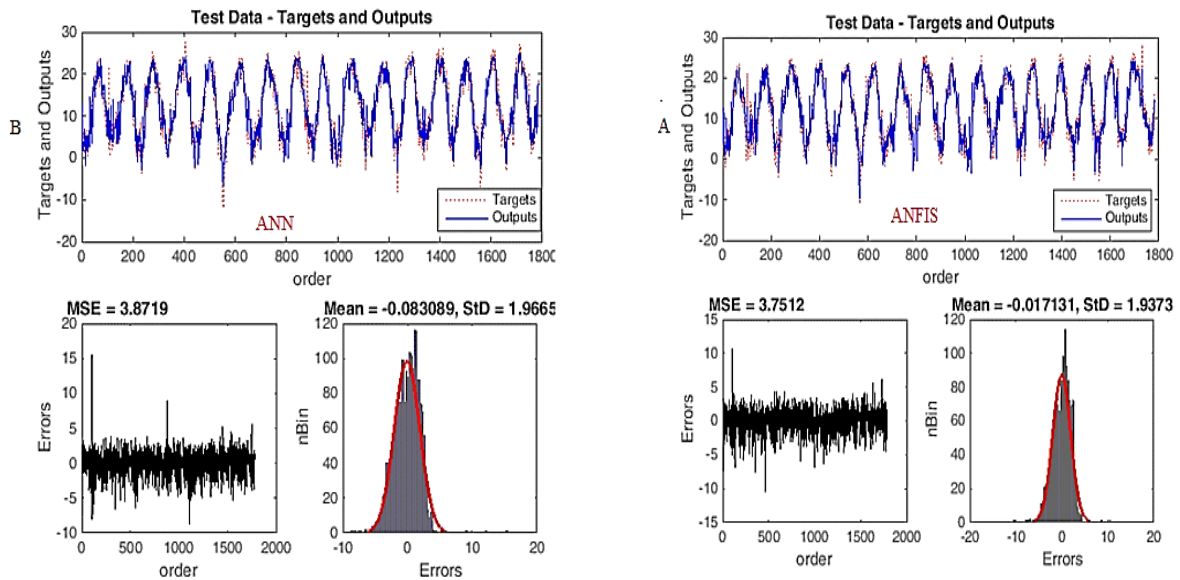 Test Data - Targets and Outputs
B
Targets and Outputs
30
20
10
0
-10
-20
ANN
Targets
Outputs
0 200 400 600 800 1000 1200 1400 1600 1800
order
MSE = 3.8719
Errors
20
15
10
5
0
-5
-10
0 500 1000 1500 2000
order
Mean = -0.083089, StD = 1.9665
nBin
120
100
80
60
40
20
0
-10 0 10 20
Errors
Test Data - Targets and Outputs
A
Targets and Outputs
30
20
10
0
-10
-20
ANFIS
Targets
Outputs
0 200 400 600 800 1000 1200 1400 1600 1800
order
MSE = 3.7512
Errors
15
10
5
0
-5
-10
-15
0 500 1000 1500 2000
order
Mean = -0.017131, StD = 1.9373
nBin
120
100
80
60
40
20
0
-20 -10 0 10 20
Errors